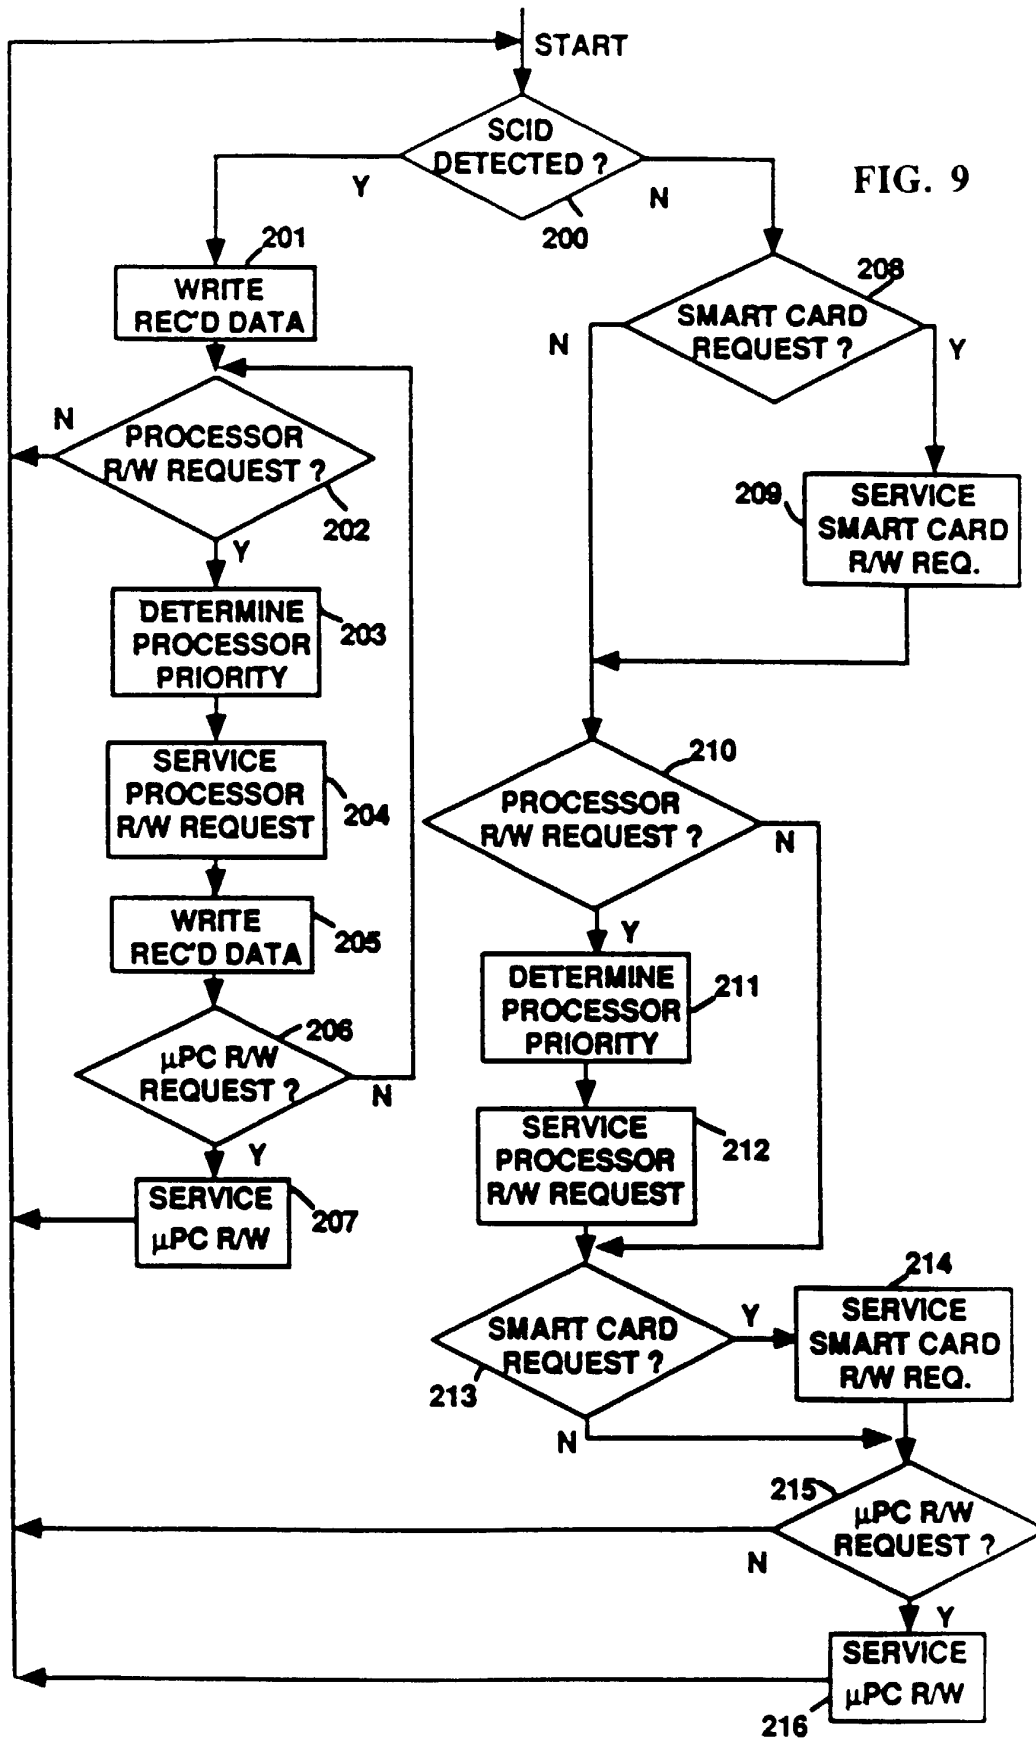 START
SCID
DETECTED ?
Y
N
200
FIG. 9
201
WRITE
REC'D DATA
208
SMART CARD
REQUEST ?
N
Y
N
PROCESSOR
R/W REQUEST ?
202
Y
209
SERVICE
SMART CARD
R/W REQ.
DETERMINE
PROCESSOR
PRIORITY
203
SERVICE
PROCESSOR
R/W REQUEST
204
210
PROCESSOR
R/W REQUEST ?
N
Y
WRITE
REC'D DATA
205
DETERMINE
PROCESSOR
PRIORITY
211
206
µPC R/W
REQUEST ?
N
Y
SERVICE
PROCESSOR
R/W REQUEST
212
SERVICE
µPC R/W
207
214
SERVICE
SMART CARD
R/W REQ.
SMART CARD
REQUEST ?
Y
213
N
215
µPC R/W
REQUEST ?
N
Y
SERVICE
µPC R/W
216